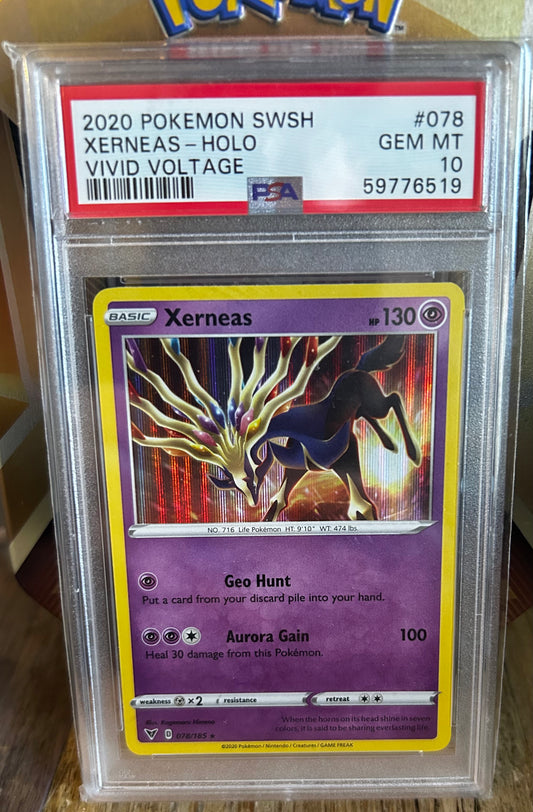 POKÉMON
2020 POKEMON SWSH #078
XERNEAS - HOLO GEM MT
VIVID VOLTAGE 10
PSA 59776519
BASIC Xerneas HP 130
NO. 716 Life Pokémon HT: 9'10" WT: 474 lbs.
Geo Hunt
Put a card from your discard pile into your hand.
Aurora Gain 100
Heal 30 damage from this Pokémon.
weakness ×2 resistance retreat
Illus. Kagemaru Himeno
When the horns on its head shine in seven
D 078/185 ★ colors, it is said to be sharing everlasting life.
©2020 Pokémon / Nintendo / Creatures / GAME FREAK